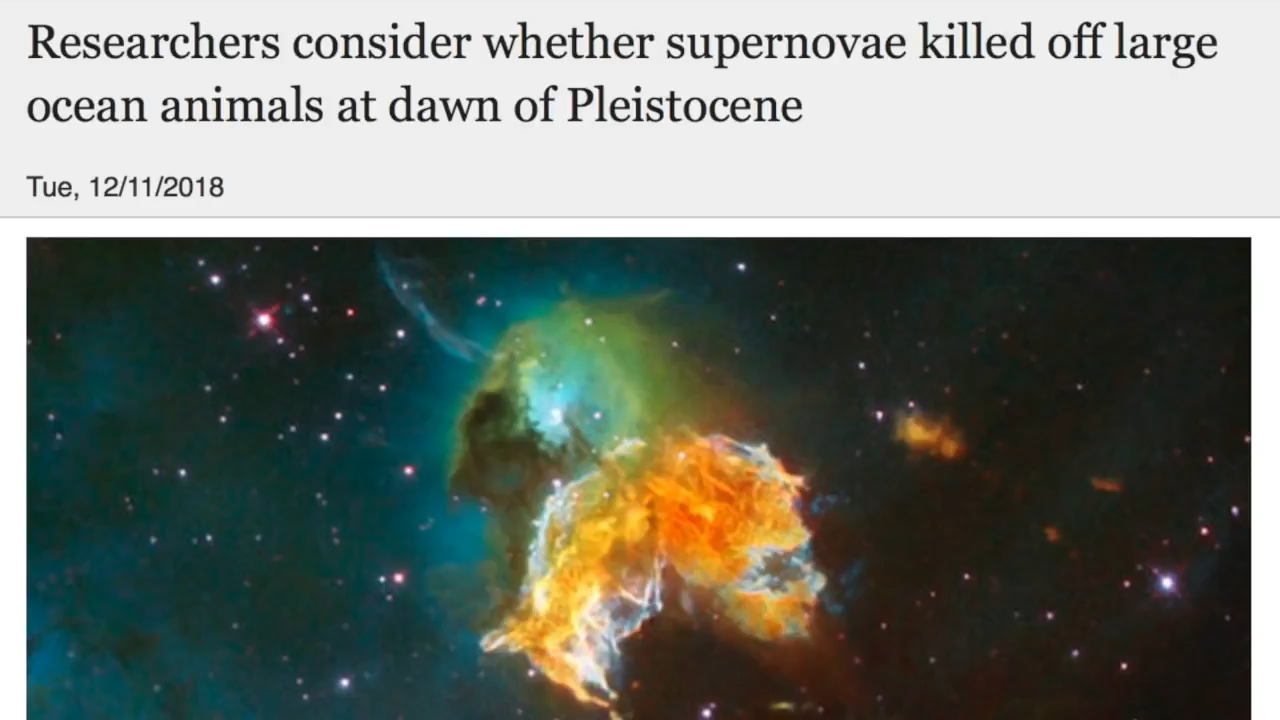 Researchers consider whether supernovae killed off large
ocean animals at dawn of Pleistocene
Tue, 12/11/2018